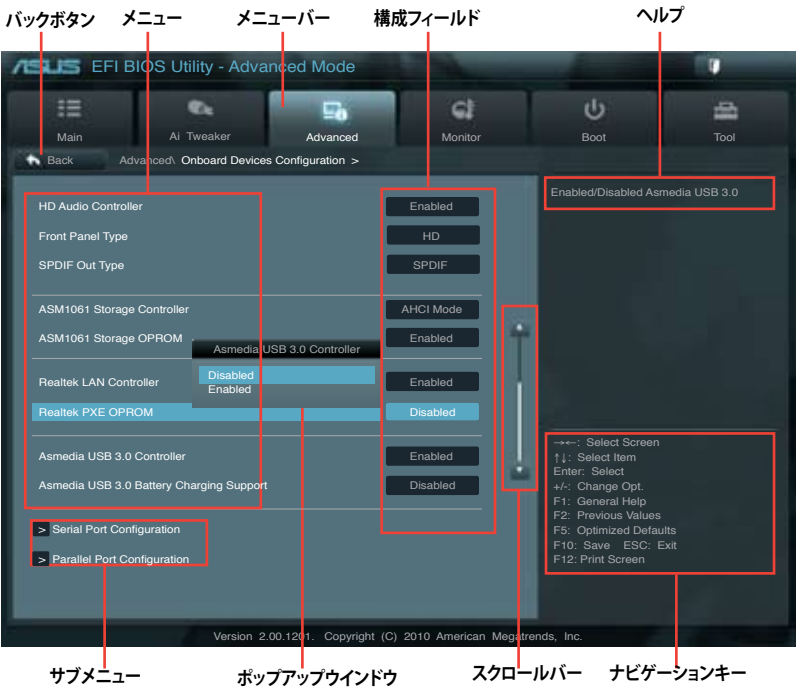 バックボタン メニュー メニューバー 構成フィールド ヘルプ
ASUS EFI BIOS Utility - Advanced Mode
Main Ai Tweaker Advanced Monitor Boot Tool
Back Advanced\ Onboard Devices Configuration >
Enabled/Disabled Asmedia USB 3.0
HD Audio Controller Enabled
Front Panel Type HD
SPDIF Out Type SPDIF
ASM1061 Storage Controller AHCI Mode
ASM1061 Storage OPROM Enabled
Asmedia USB 3.0 Controller
Disabled
Enabled
Realtek LAN Controller Enabled
Realtek PXE OPROM Disabled
Asmedia USB 3.0 Controller Enabled
Asmedia USB 3.0 Battery Charging Support Disabled
> Serial Port Configuration
> Parallel Port Configuration
→←: Select Screen
↑↓: Select Item
Enter: Select
+/-: Change Opt.
F1: General Help
F2: Previous Values
F5: Optimized Defaults
F10: Save ESC: Exit
F12: Print Screen
Version 2.00.1201. Copyright (C) 2010 American Megatrends, Inc.
サブメニュー ポップアップウインドウ スクロールバー ナビゲーションキー